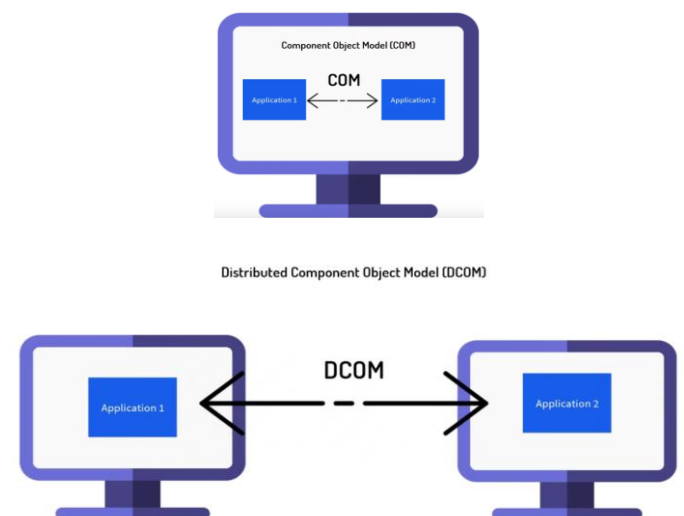 Component Object Model (COM)
COM
Application 1
Application 2
Distributed Component Object Model (DCOM)
DCOM
Application 1
Application 2